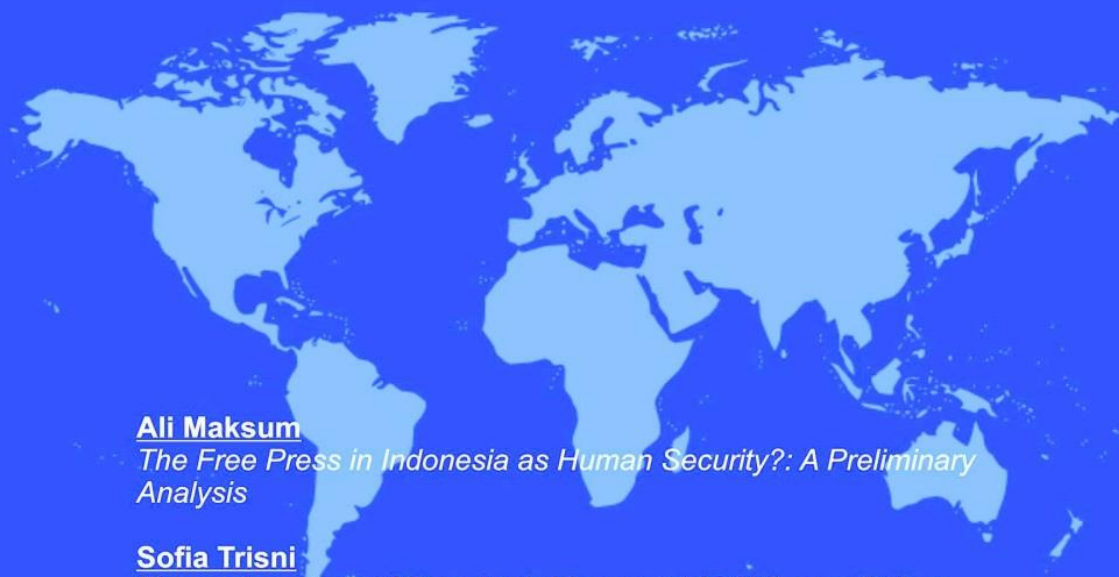 Ali Maksum
The Free Press in Indonesia as Human Security?: A Preliminary
Analysis
Sofia Trisni